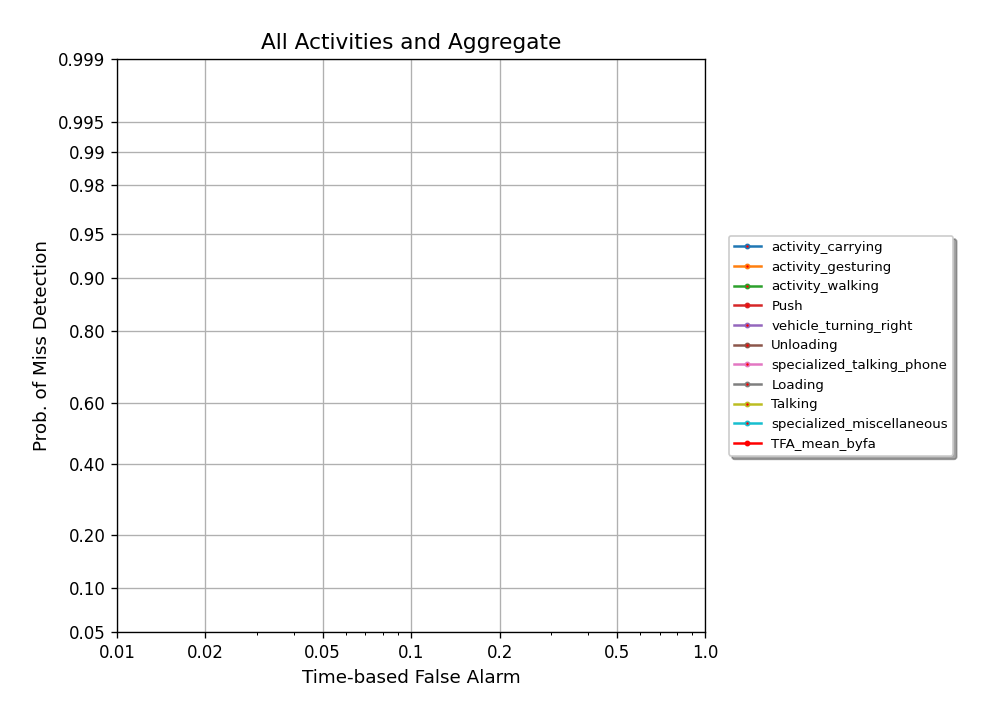 All Activities and Aggregate
0.999
0.995
0.99
0.98
0.95
0.90
0.80
0.60
0.40
0.20
0.10
0.05
Prob. of Miss Detection
0.01 0.02 0.05 0.1 0.2 0.5 1.0
Time-based False Alarm
activity_carrying
activity_gesturing
activity_walking
Push
vehicle_turning_right
Unloading
specialized_talking_phone
Loading
Talking
specialized_miscellaneous
TFA_mean_byfa